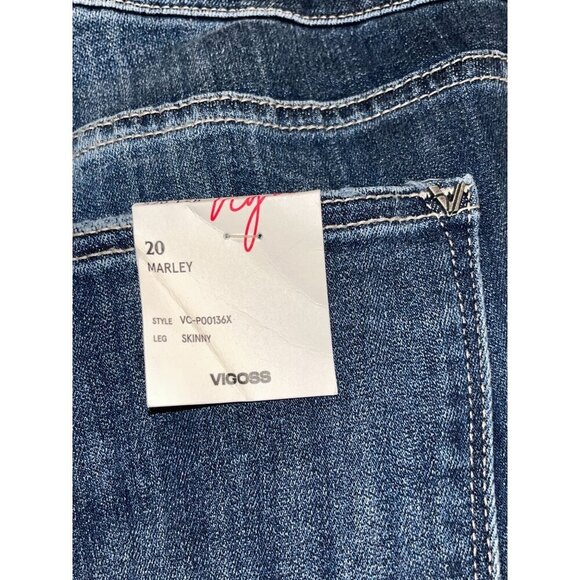 20
MARLEY
STYLE VC-P00136X
LEG SKINNY
VIGOSS